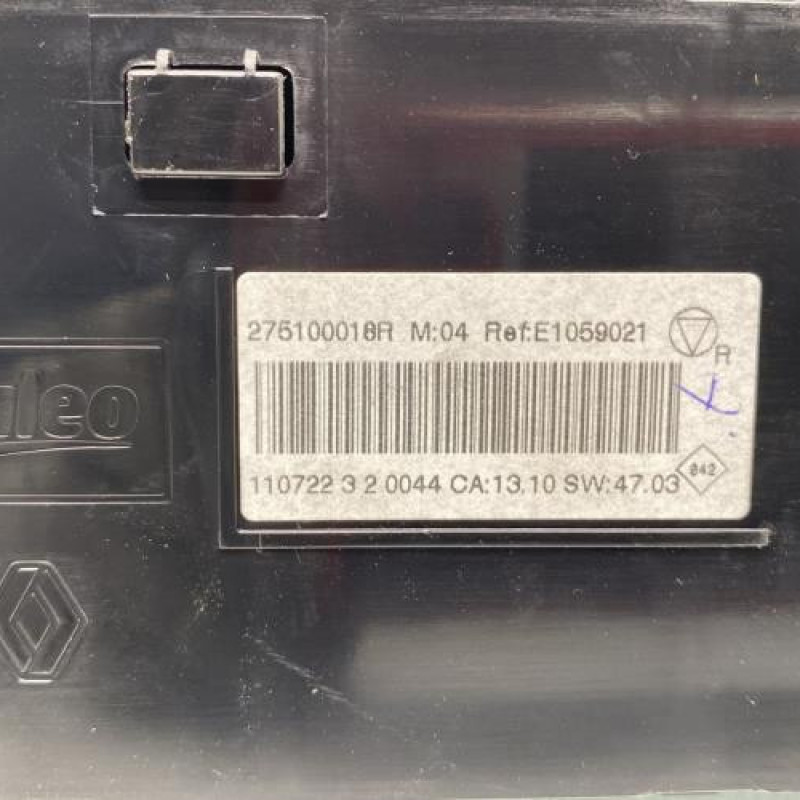 275100018R M:04 Ref:E1059021
R
110722 3 2 0044 CA:13.10 SW:47.03
842